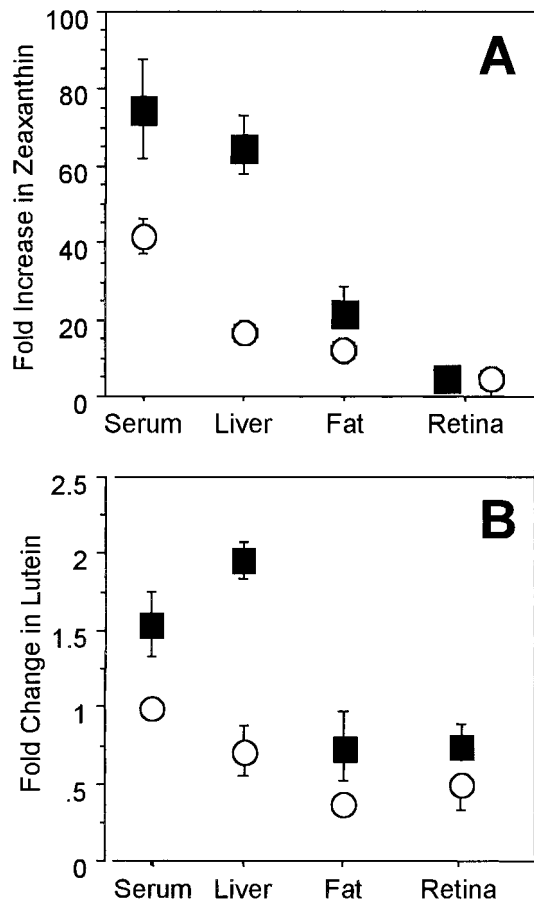 A
Fold Increase in Zeaxanthin
100
80
60
40
20
0
Serum Liver Fat Retina
B
Fold Change in Lutein
2.5
2
1.5
1
.5
0
Serum Liver Fat Retina